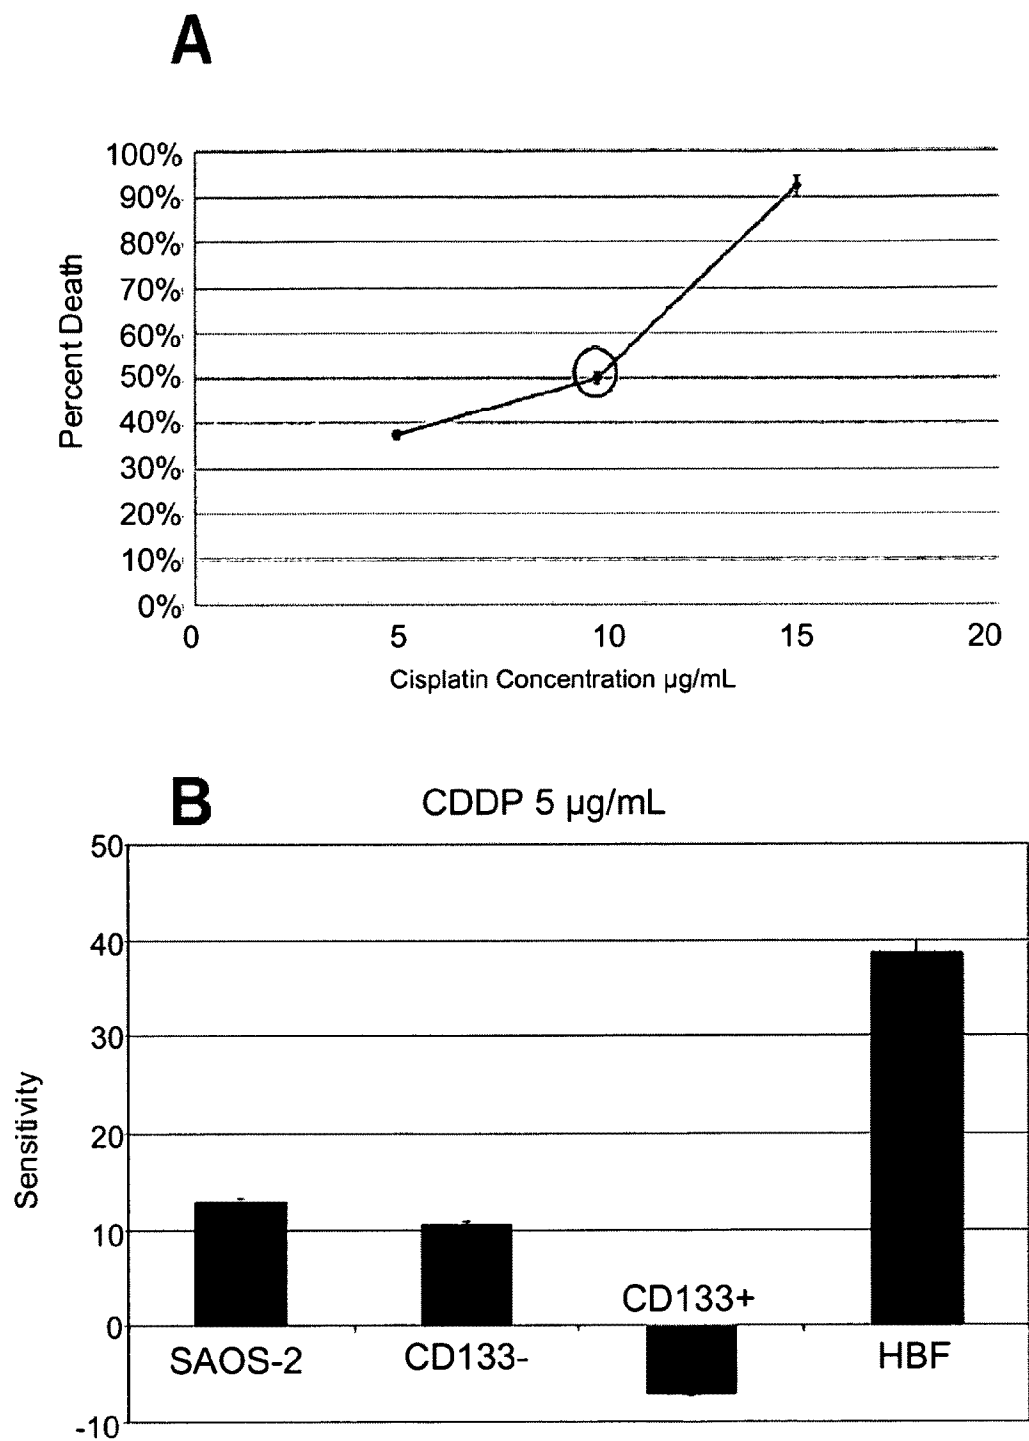 A
100%
90%
80%
70%
60%
50%
40%
30%
20%
10%
0%
Percent Death
0 5 10 15 20
Cisplatin Concentration µg/mL
B
CDDP 5 µg/mL
50
40
30
20
10
0
-10
Sensitivity
CD133+
SAOS-2 CD133- HBF